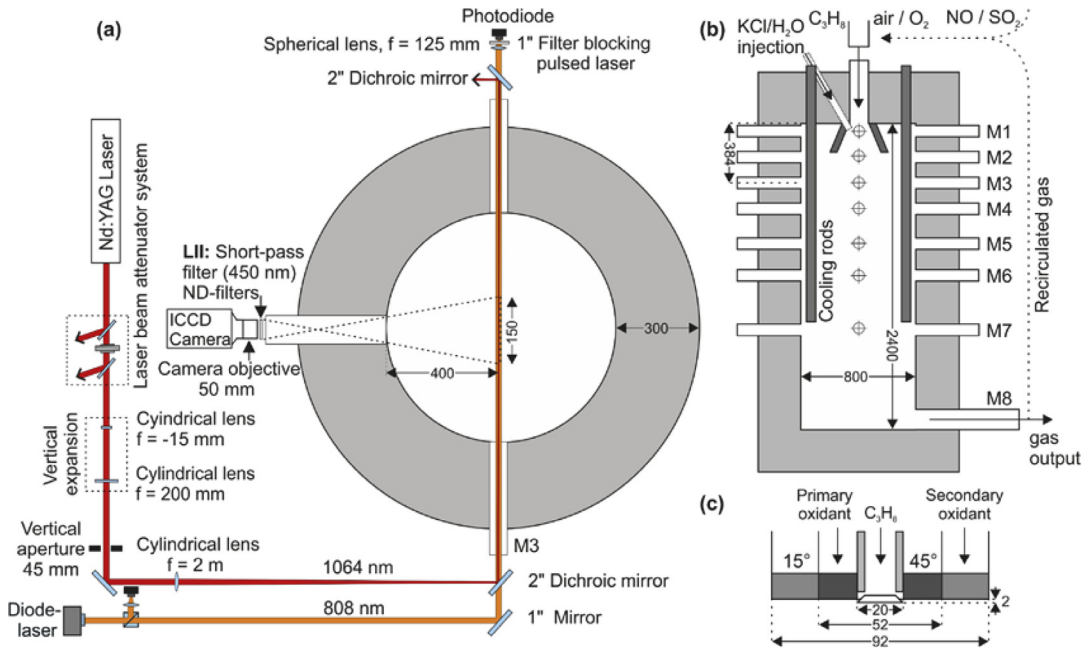 (a)
Photodiode
Spherical lens, f = 125 mm
1" Filter blocking
pulsed laser
2" Dichroic mirror
Nd:YAG Laser
Laser beam attenuator system
LII: Short-pass
filter (450 nm)
ND-filters
ICCD
Camera
Camera objective
50 mm
400
150
300
Vertical
expansion
Cyindrical lens
f = -15 mm
Cylindrical lens
f = 200 mm
Vertical
aperture
45 mm
Cylindrical lens
f = 2 m
1064 nm
M3
2" Dichroic mirror
Diode-
laser
808 nm
1" Mirror
(b)
KCl/H₂O
injection
C₃H₈
air / O₂
NO / SO₂
384
M1
M2
M3
M4
M5
M6
M7
M8
Cooling rods
2400
800
Recirculated gas
gas
output
(c)
Primary
oxidant
C₃H₈
Secondary
oxidant
15°
45°
20
2
52
92